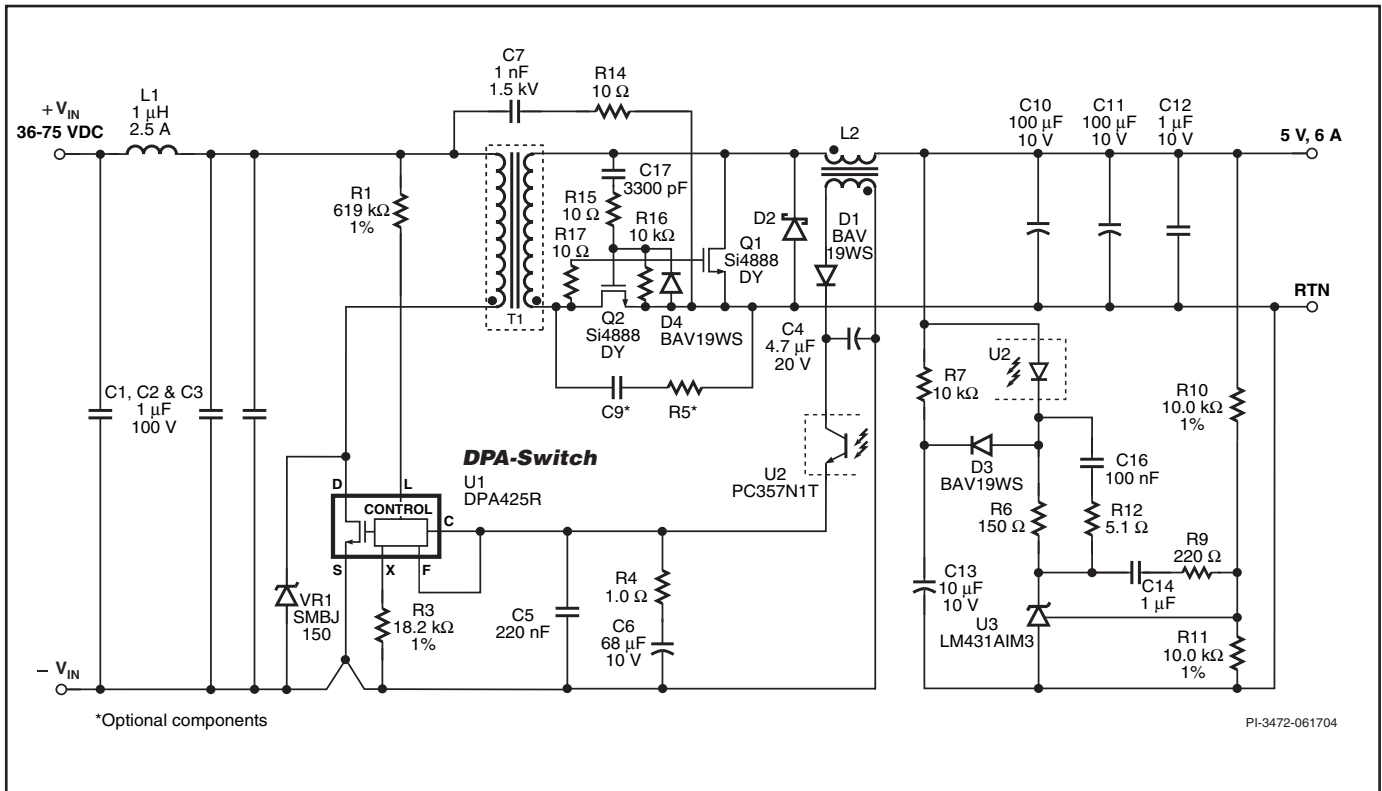 C7
1 nF
1.5 kV
R14
10 Ω
+ VIN
36-75 VDC
L1
1 µH
2.5 A
C10
100 µF
10 V
C11
100 µF
10 V
C12
1 µF
10 V
5 V, 6 A
L2
R1
619 kΩ
1%
C17
3300 pF
R15
10 Ω
R16
10 kΩ
R17
10 Ω
Q1
Si4888
DY
D2
D1
BAV
19WS
T1
Q2
Si4888
DY
D4
BAV19WS
RTN
C4
4.7 µF
20 V
C9*
R5*
U2
R7
10 kΩ
R10
10.0 kΩ
1%
C1, C2 & C3
1 µF
100 V
U2
PC357N1T
D3
BAV19WS
C16
100 nF
R6
150 Ω
R12
5.1 Ω
R9
220 Ω
DPA-Switch
U1
DPA425R
D
L
CONTROL
C
S
X
F
VR1
SMBJ
150
R3
18.2 kΩ
1%
C5
220 nF
R4
1.0 Ω
C6
68 µF
10 V
C13
10 µF
10 V
C14
1 µF
U3
LM431AIM3
R11
10.0 kΩ
1%
− VIN
*Optional components
PI-3472-061704